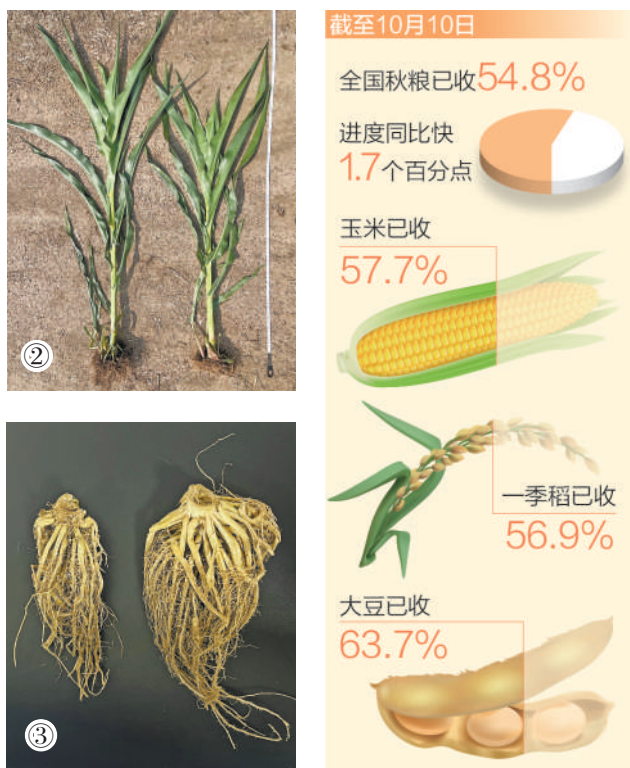 ②
③
截至10月10日
全国秋粮已收54.8%
进度同比快
1.7个百分点
玉米已收
57.7%
一季稻已收
56.9%
大豆已收
63.7%